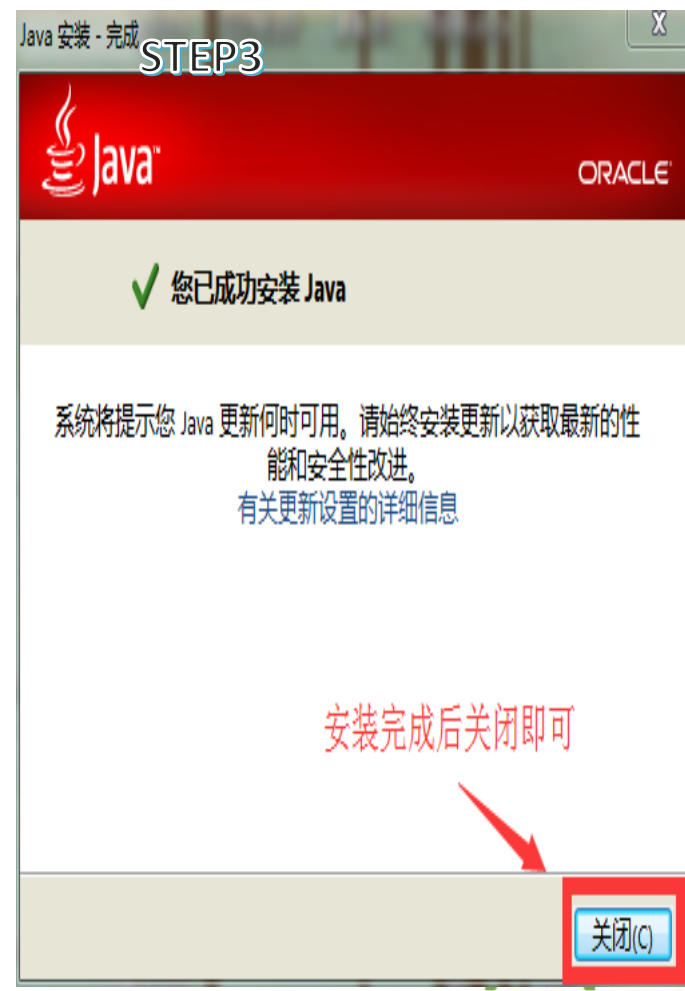 Java 安装 - 完成
STEP3
X
Java™
ORACLE®
您已成功安装 Java
系统将提示您 Java 更新何时可用。请始终安装更新以获取最新的性
能和安全性改进。
有关更新设置的详细信息
安装完成后关闭即可
关闭(C)